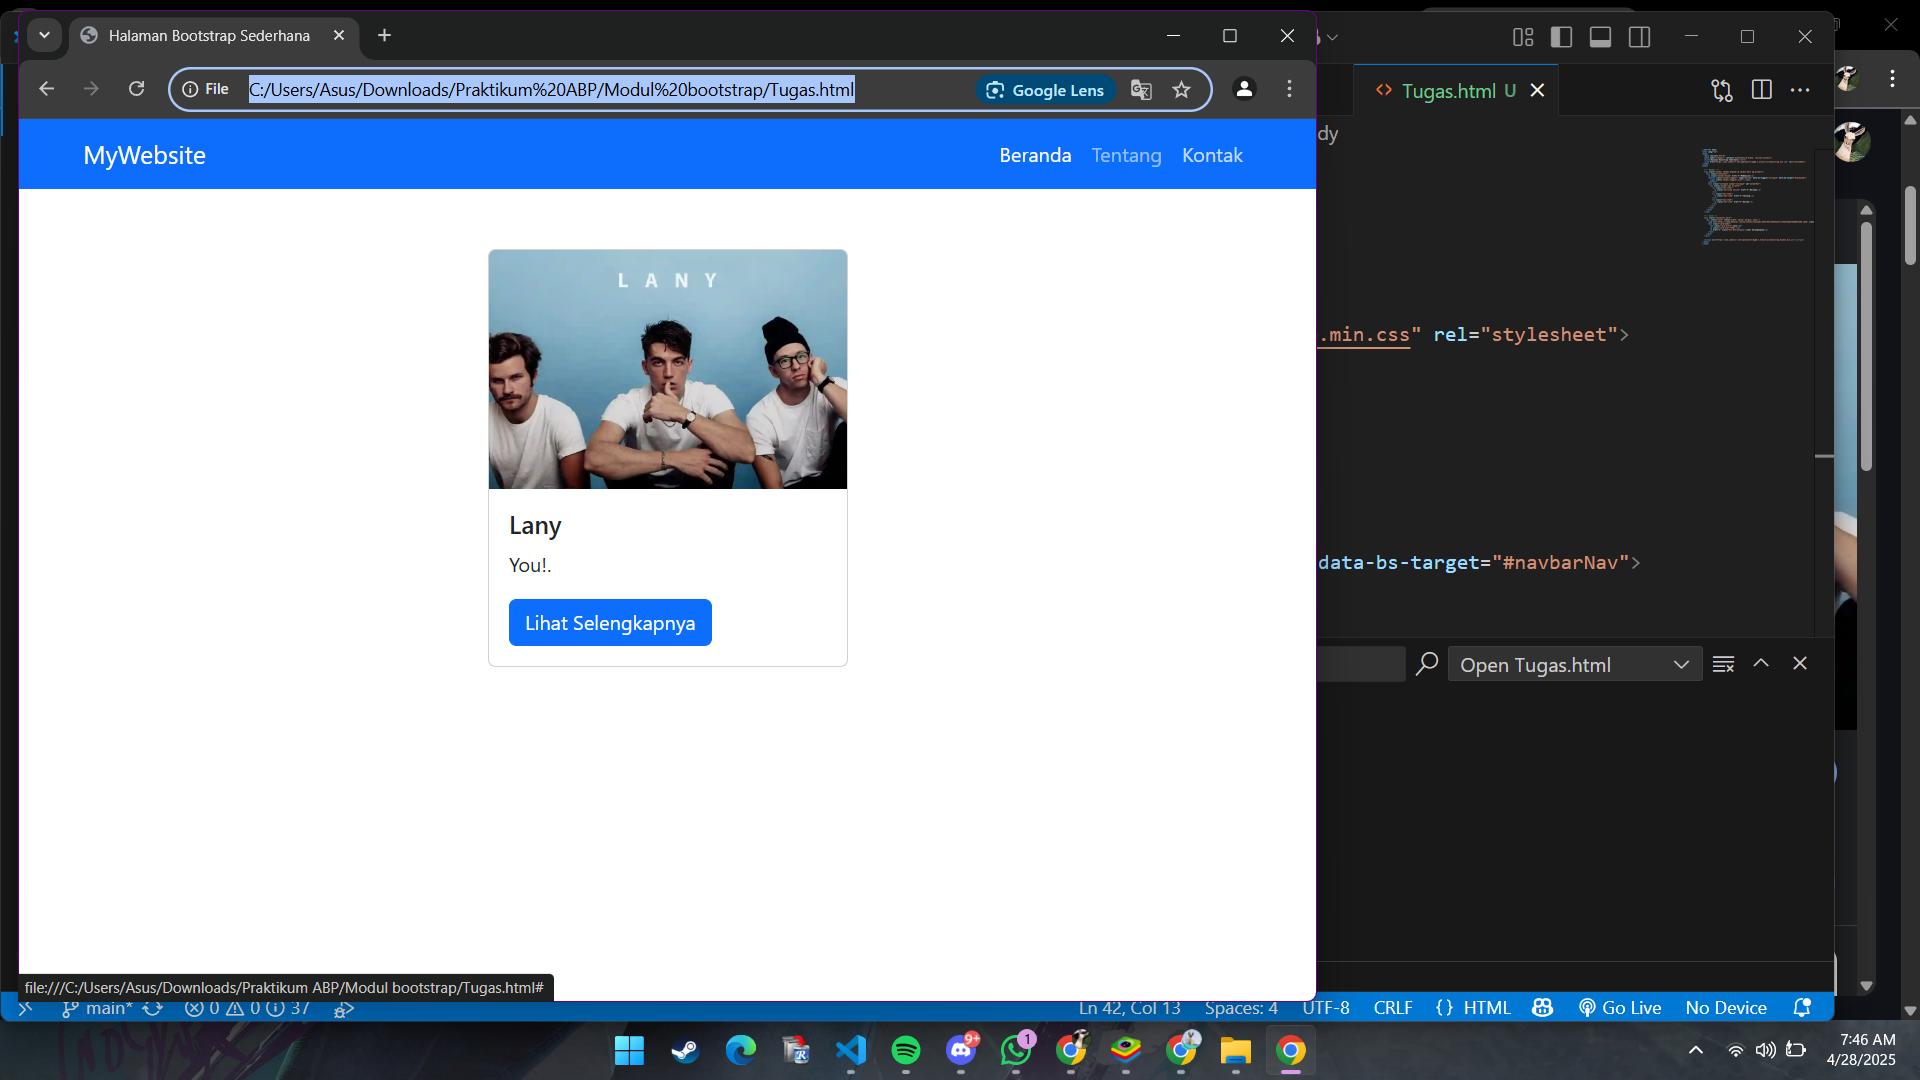 Halaman Bootstrap Sederhana
File
C:/Users/Asus/Downloads/Praktikum%20ABP/Modul%20bootstrap/Tugas.html
Google Lens
MyWebsite
Beranda
Tentang
Kontak
L A N Y
Lany
You!.
Lihat Selengkapnya
file:///C:/Users/Asus/Downloads/Praktikum ABP/Modul bootstrap/Tugas.html#
Tugas.html U
dy
.min.css" rel="stylesheet">
data-bs-target="#navbarNav">
Open Tugas.html
main*
0
0
37
Ln 42, Col 13
Spaces: 4
UTF-8
CRLF
{ } HTML
Go Live
No Device
9+
1
7:46 AM
4/28/2025